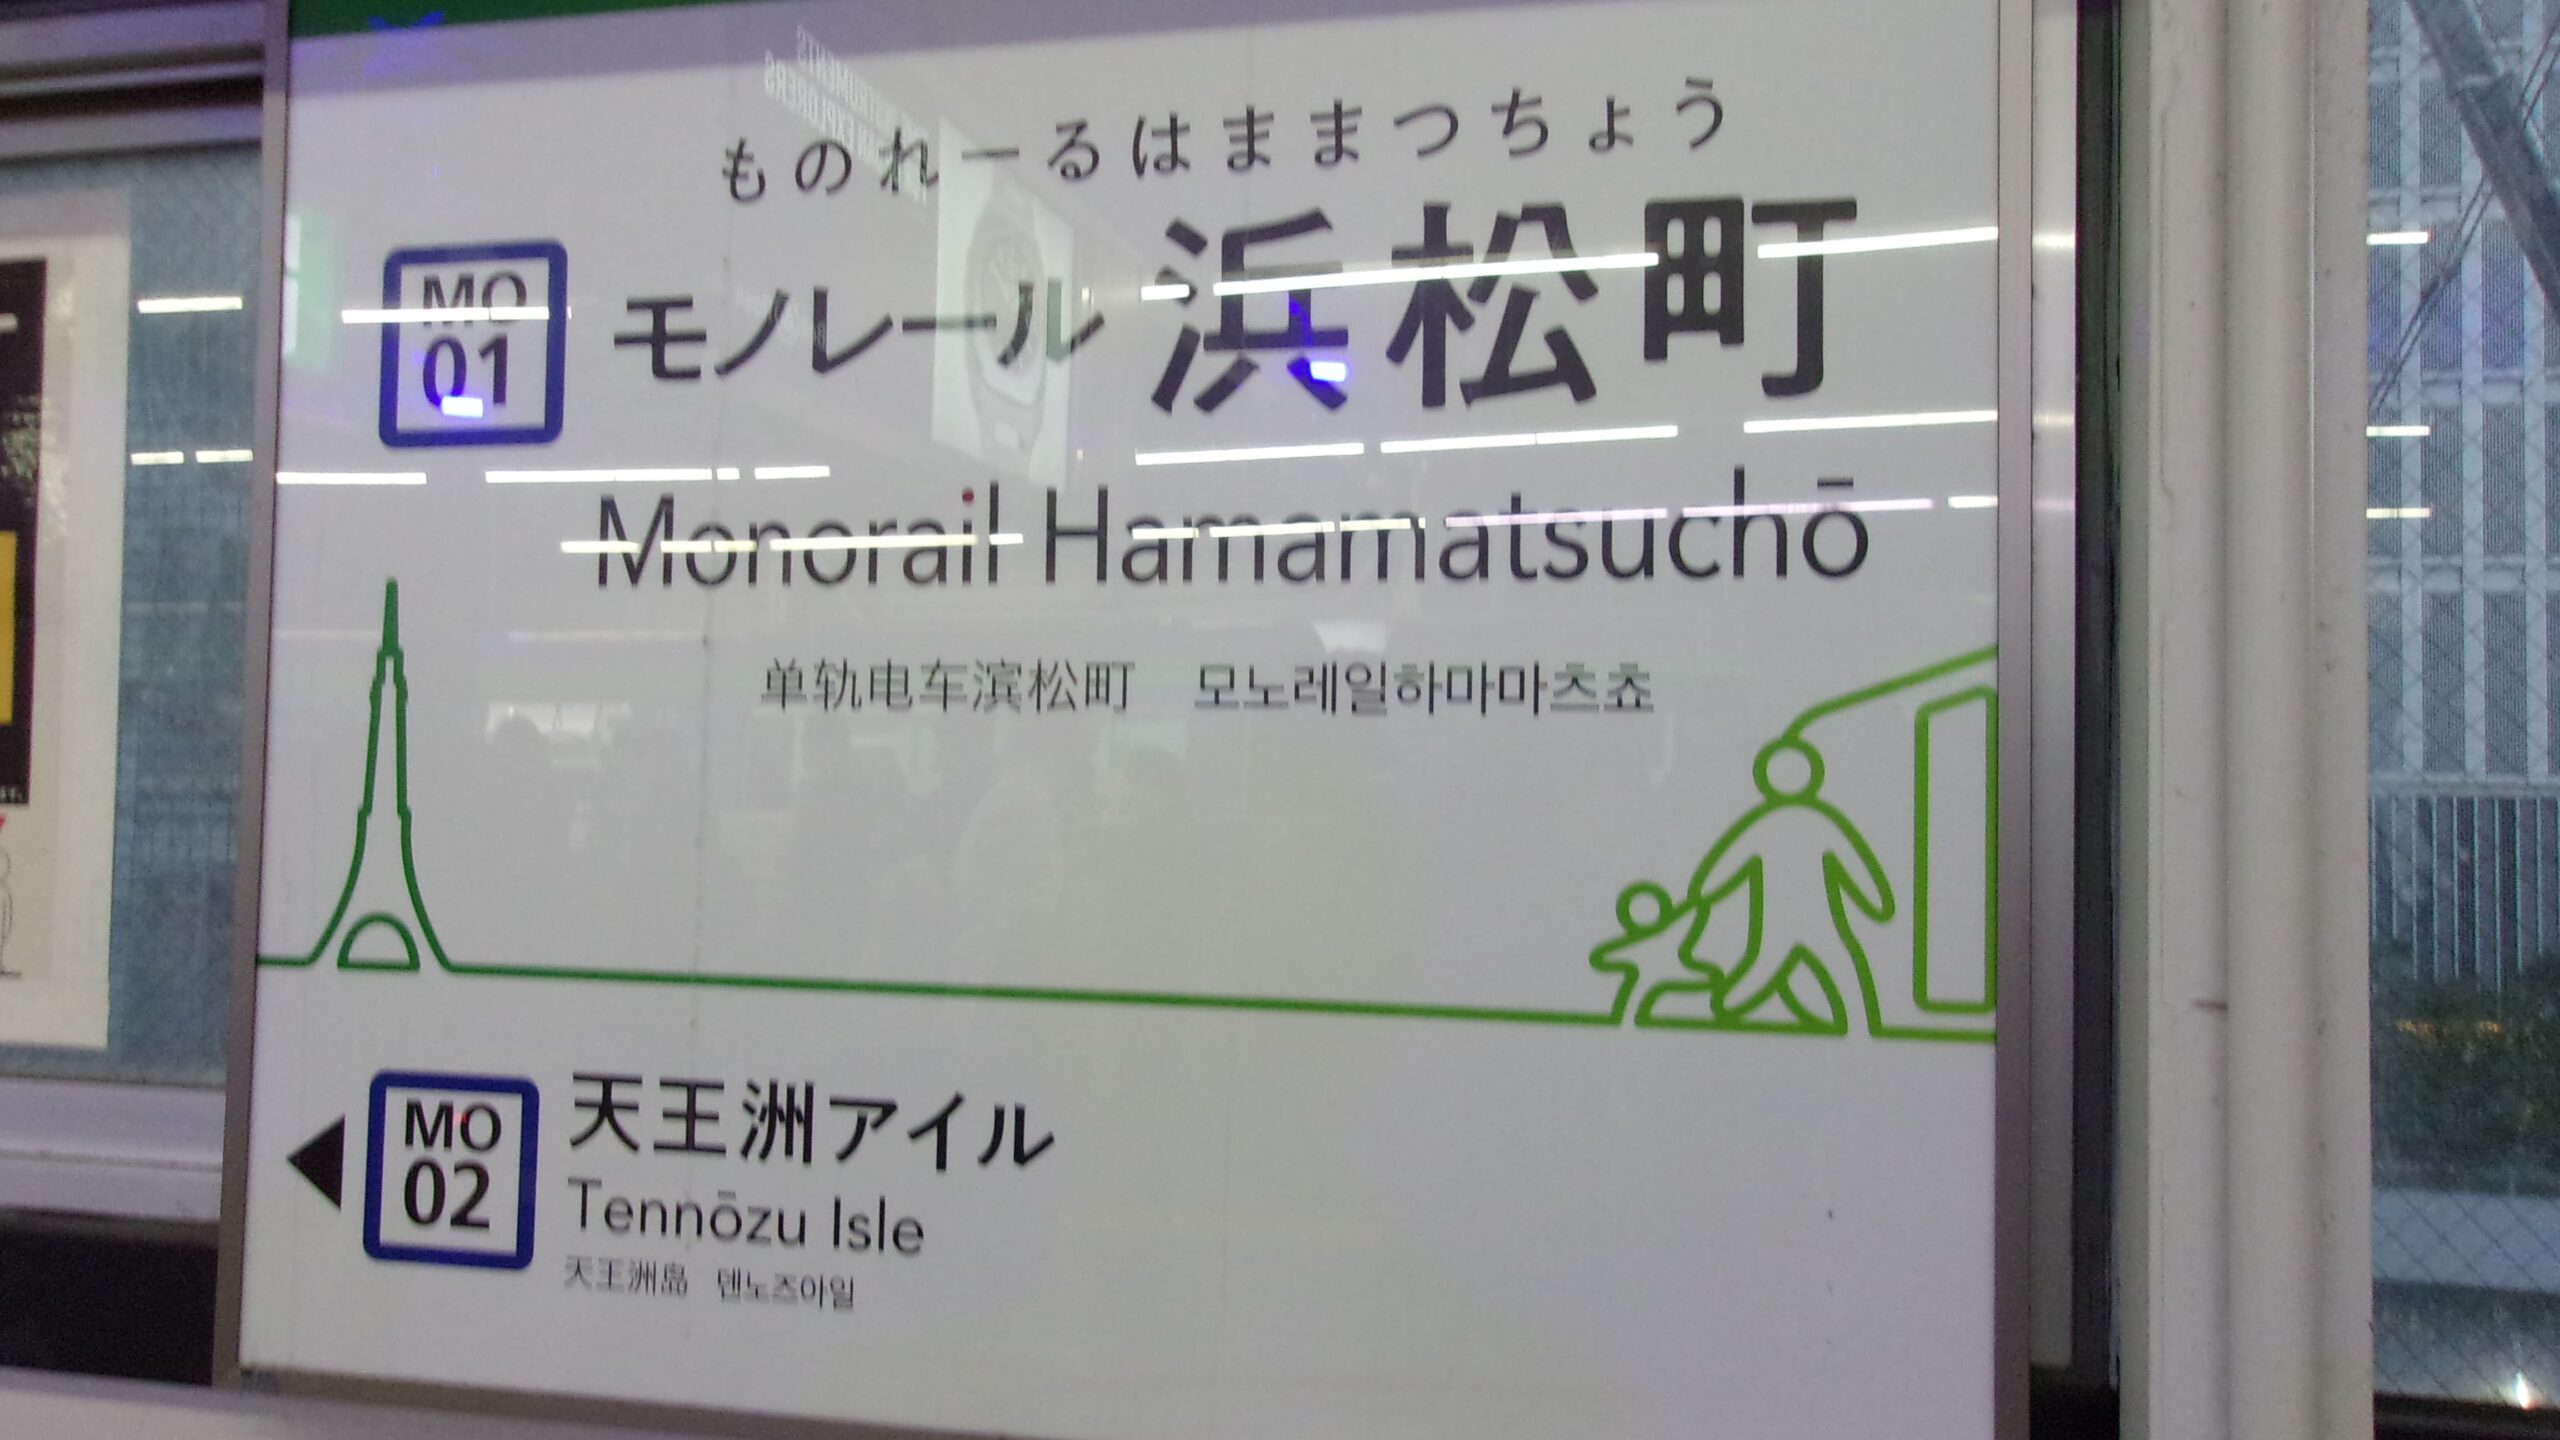 ものれーるはままつちょう
MO 01 モノレール浜松町
Monorail Hamamatsuchō
单轨电车滨松町 모노레일하마마츠쵸
MO 02 天王洲アイル
Tennōzu Isle
天王洲岛 덴노즈아일